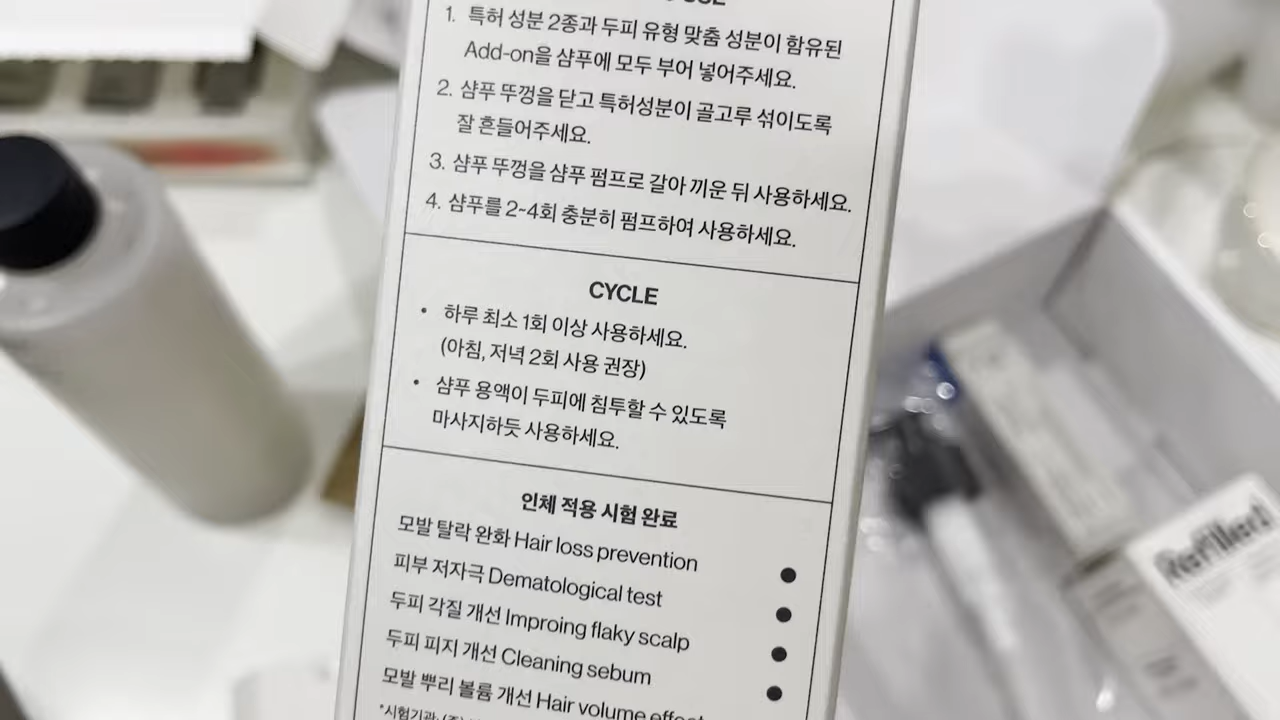 1. 특허 성분 2종과 두피 유형 맞춤 성분이 함유된
Add-on을 샴푸에 모두 부어 넣어주세요.
2. 샴푸 뚜껑을 닫고 특허성분이 골고루 섞이도록
잘 흔들어주세요.
3. 샴푸 뚜껑을 샴푸 펌프로 갈아 끼운 뒤 사용하세요.
4. 샴푸를 2~4회 충분히 펌프하여 사용하세요.
CYCLE
• 하루 최소 1회 이상 사용하세요.
(아침, 저녁 2회 사용 권장)
• 샴푸 용액이 두피에 침투할 수 있도록
마사지하듯 사용하세요.
인체 적용 시험 완료
모발 탈락 완화 Hair loss prevention ●
피부 저자극 Dematological test ●
두피 각질 개선 Improing flaky scalp ●
두피 피지 개선 Cleaning sebum ●
모발 뿌리 볼륨 개선 Hair volume effect
*시험기관: (주)